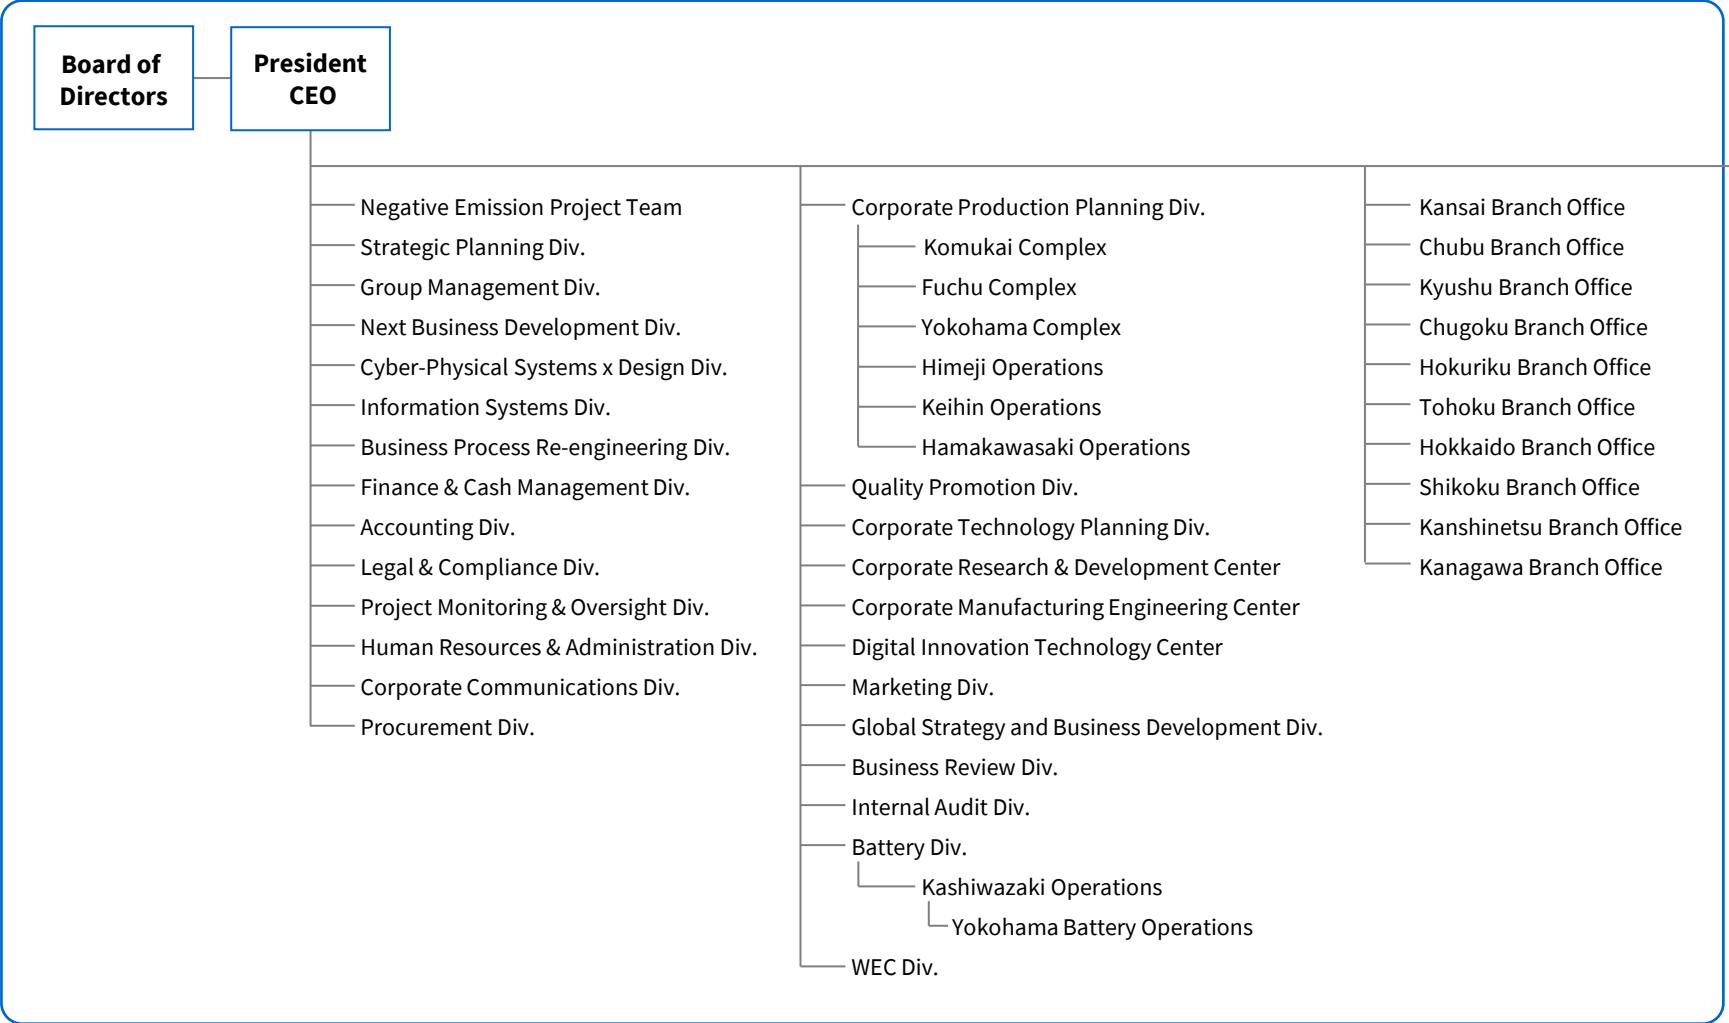 Board of
Directors
President
CEO
Negative Emission Project Team
Strategic Planning Div.
Group Management Div.
Next Business Development Div.
Cyber-Physical Systems x Design Div.
Information Systems Div.
Business Process Re-engineering Div.
Finance & Cash Management Div.
Accounting Div.
Legal & Compliance Div.
Project Monitoring & Oversight Div.
Human Resources & Administration Div.
Corporate Communications Div.
Procurement Div.
Corporate Production Planning Div.
Komukai Complex
Fuchu Complex
Yokohama Complex
Himeji Operations
Keihin Operations
Hamakawasaki Operations
Quality Promotion Div.
Corporate Technology Planning Div.
Corporate Research & Development Center
Corporate Manufacturing Engineering Center
Digital Innovation Technology Center
Marketing Div.
Global Strategy and Business Development Div.
Business Review Div.
Internal Audit Div.
Battery Div.
Kashiwazaki Operations
Yokohama Battery Operations
WEC Div.
Kansai Branch Office
Chubu Branch Office
Kyushu Branch Office
Chugoku Branch Office
Hokuriku Branch Office
Tohoku Branch Office
Hokkaido Branch Office
Shikoku Branch Office
Kanshinetsu Branch Office
Kanagawa Branch Office